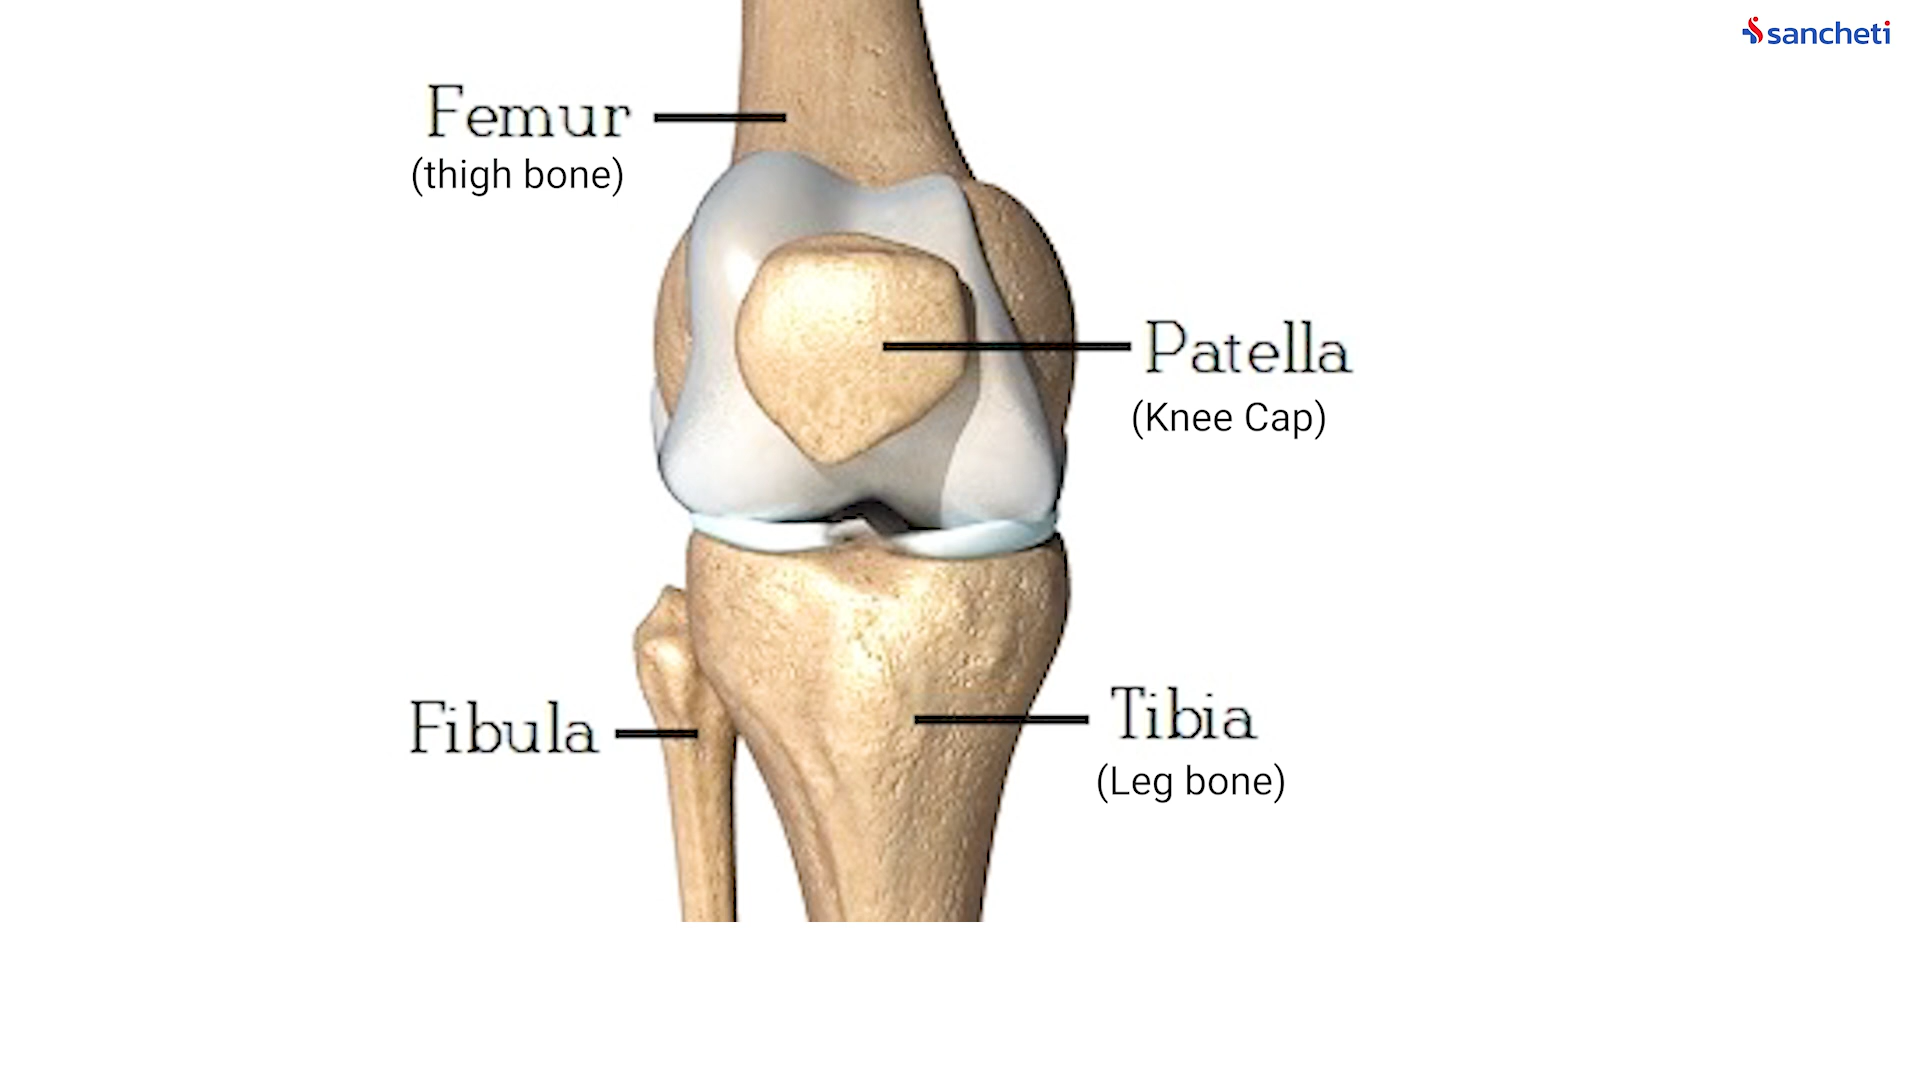 sancheti
Femur
(thigh bone)
Patella
(Knee Cap)
Fibula
Tibia
(Leg bone)